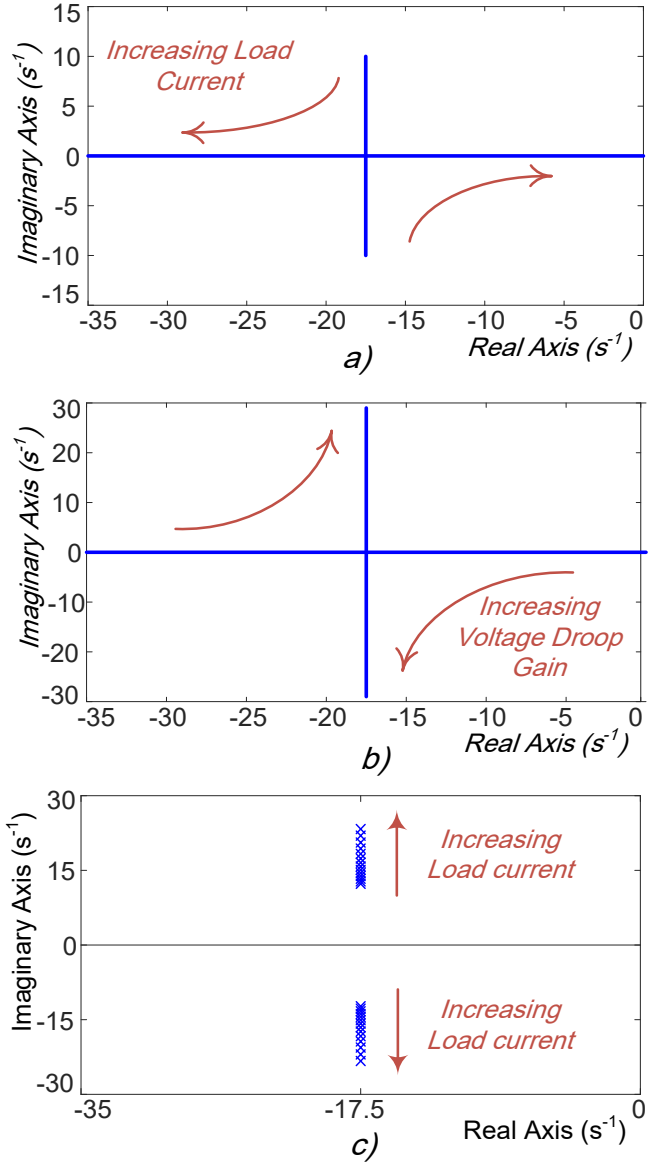 15
10
5
0
-5
-10
-15
Imaginary Axis (s⁻¹)
Increasing Load
Current
-35 -30 -25 -20 -15 -10 -5 0
Real Axis (s⁻¹)
a)
30
20
10
0
-10
-20
-30
Imaginary Axis (s⁻¹)
Increasing
Voltage Droop
Gain
-35 -30 -25 -20 -15 -10 -5 0
Real Axis (s⁻¹)
b)
30
15
0
-15
-30
Imaginary Axis (s⁻¹)
Increasing
Load current
Increasing
Load current
-35 -17.5 0
Real Axis (s⁻¹)
c)